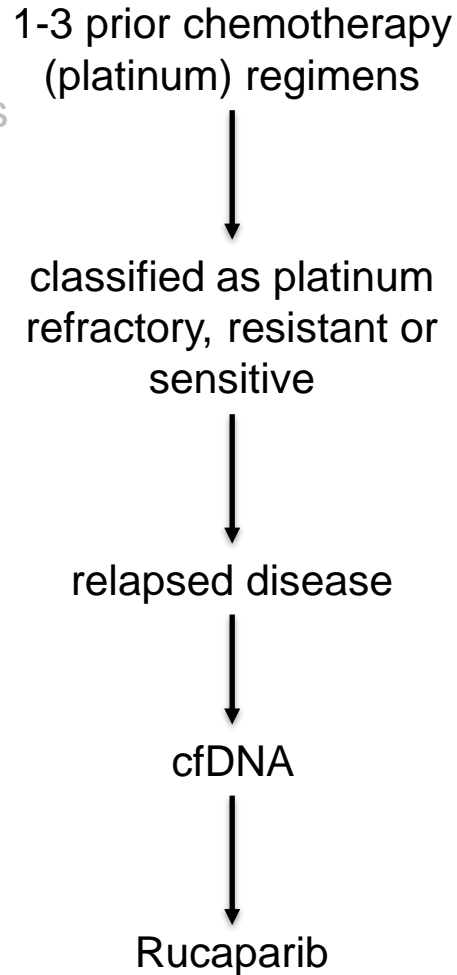 1-3 prior chemotherapy
(platinum) regimens
s
classified as platinum
refractory, resistant or
sensitive
relapsed disease
cfDNA
Rucaparib